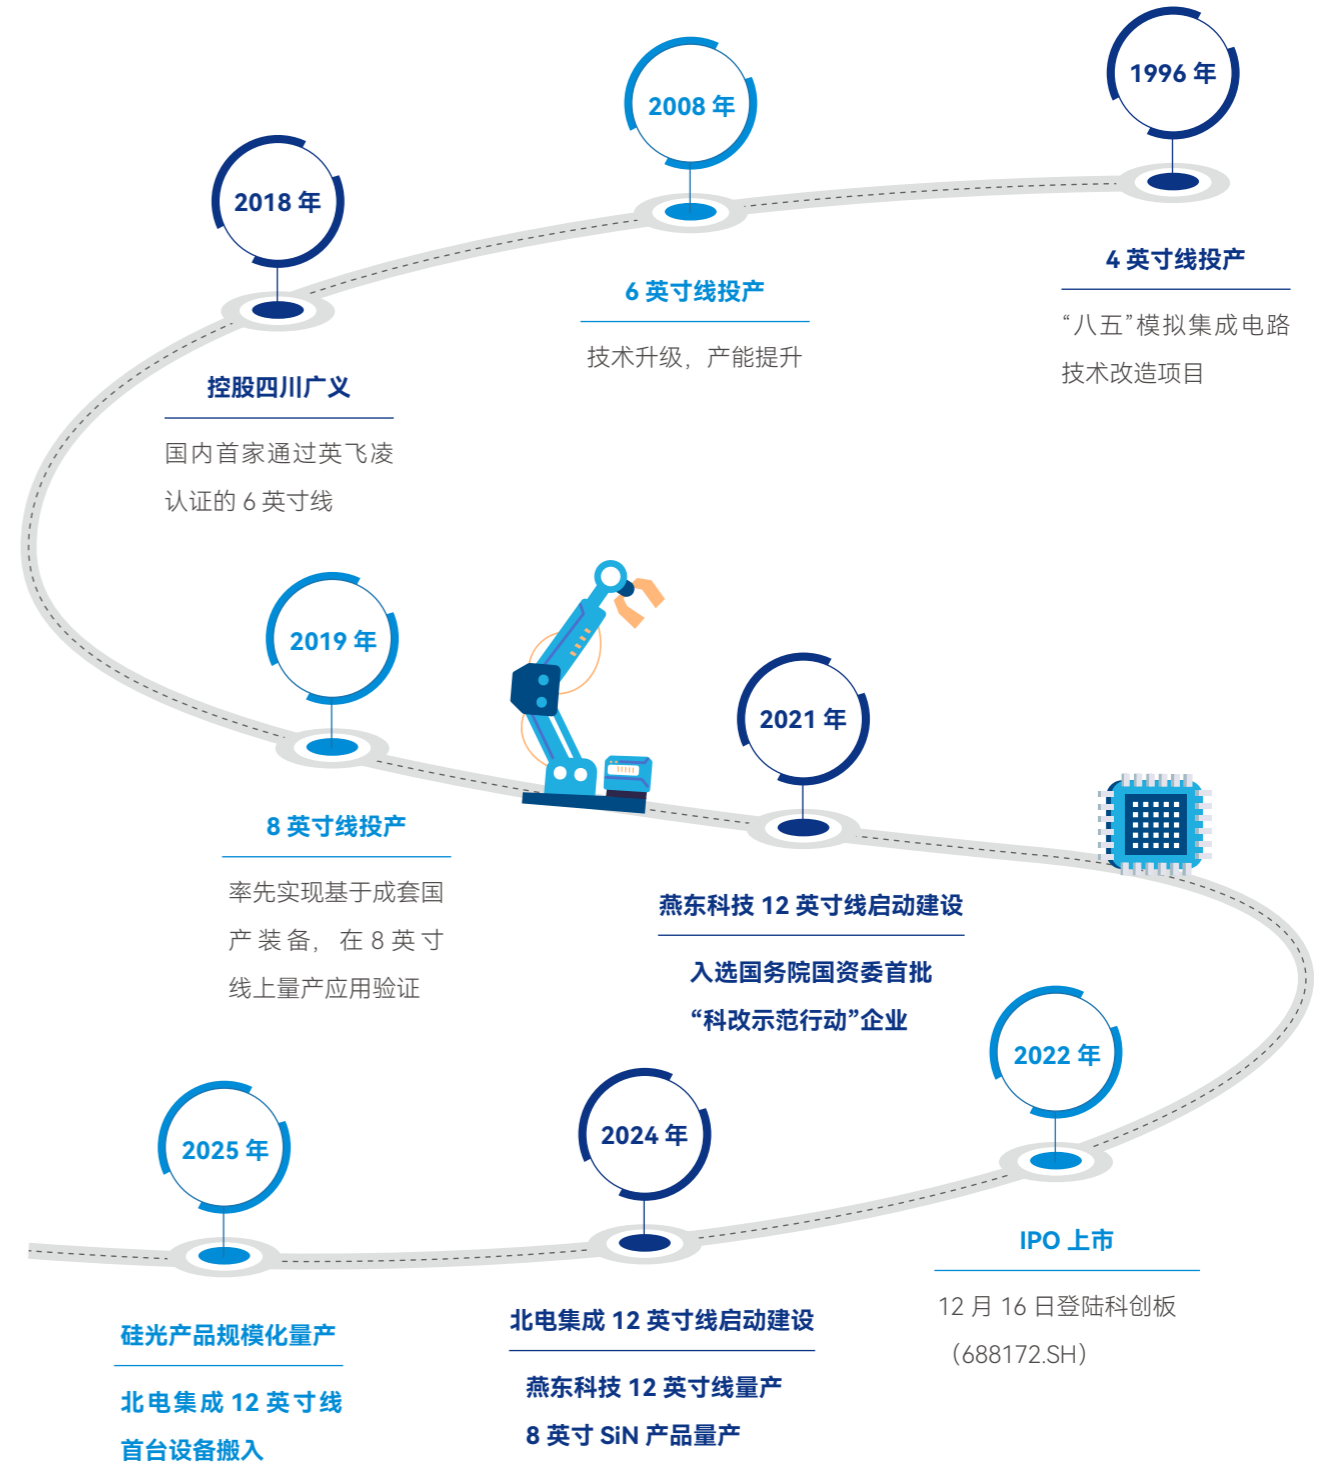 1996 年
4 英寸线投产
“八五”模拟集成电路
技术改造项目
2008 年
6 英寸线投产
技术升级，产能提升
2018 年
控股四川广义
国内首家通过英飞凌
认证的 6 英寸线
2019 年
8 英寸线投产
率先实现基于成套国
产装备，在 8 英寸
线上量产应用验证
2021 年
燕东科技 12 英寸线启动建设
入选国务院国资委首批
“科改示范行动”企业
2022 年
IPO 上市
12 月 16 日登陆科创板
（688172.SH）
2024 年
北电集成 12 英寸线启动建设
燕东科技 12 英寸线量产
8 英寸 SiN 产品量产
2025 年
硅光产品规模化量产
北电集成 12 英寸线
首台设备搬入